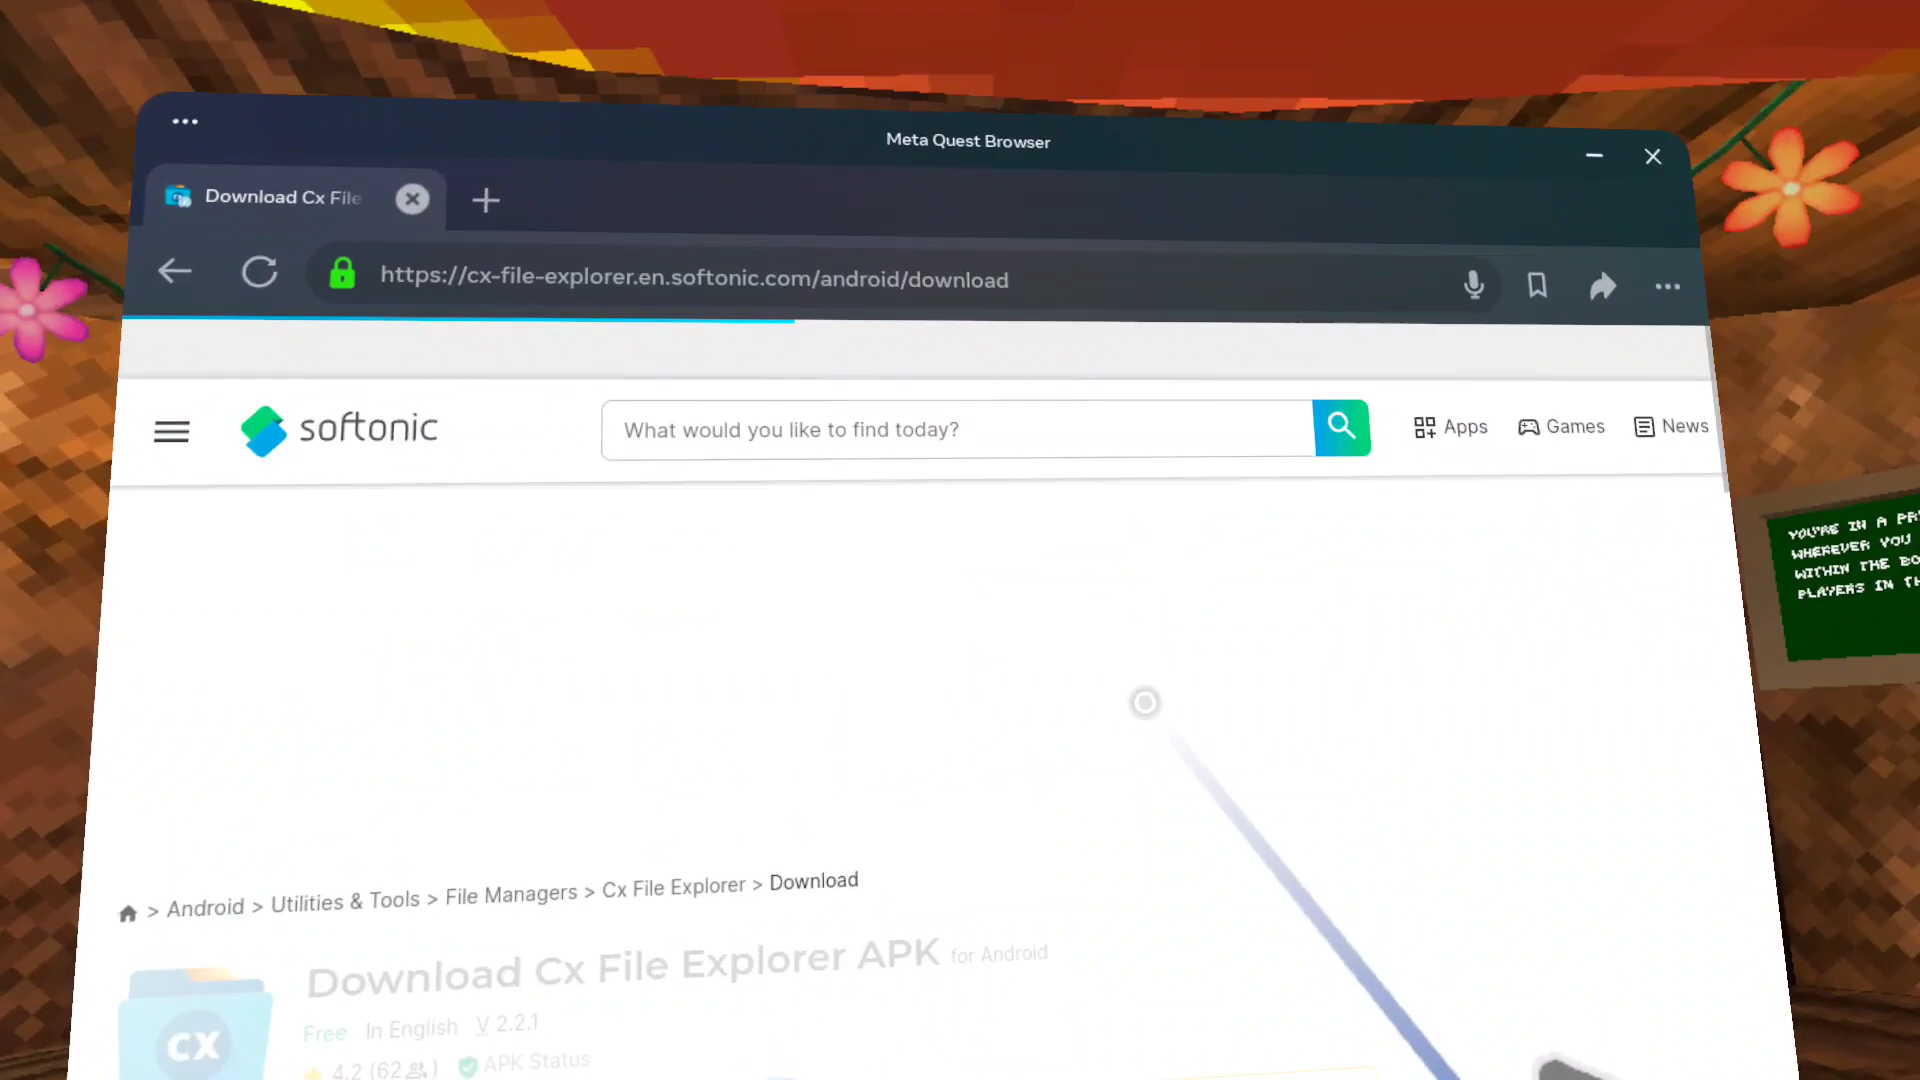 Meta Quest Browser
Download Cx File
https://cx-file-explorer.en.softonic.com/android/download
softonic
What would you like to find today?
Apps
Games
News
YOU'RE IN A
WHEREVER YOU
WITHIN THE
PLAYERS IN
> Android > Utilities & Tools > File Managers > Cx File Explorer > Download
Download Cx File Explorer APK for Android
CX
Free In English V 2.2.1
4.2 (62) APK Status